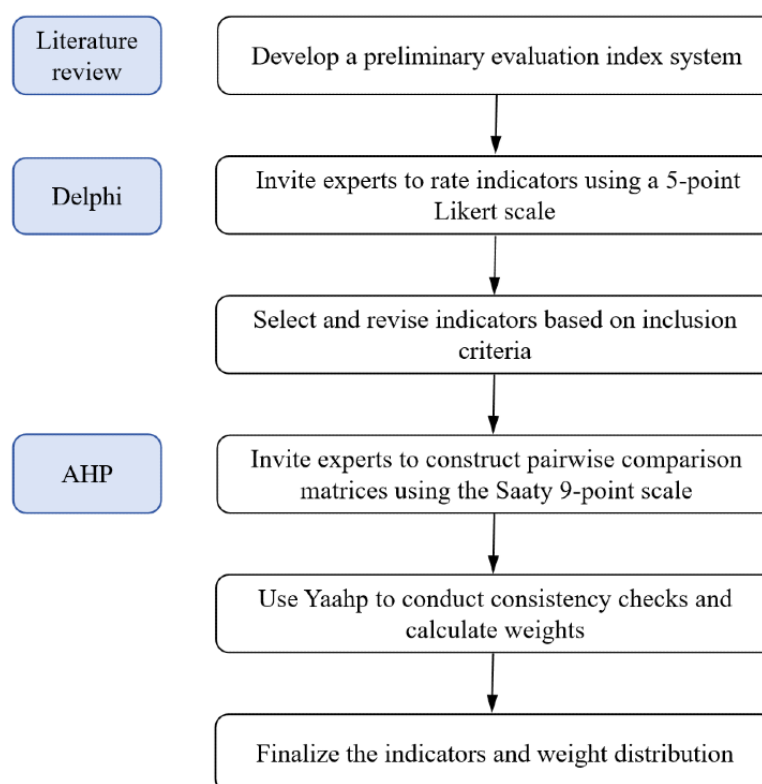 Literature
review
Develop a preliminary evaluation index system
Delphi
Invite experts to rate indicators using a 5-point
Likert scale
Select and revise indicators based on inclusion
criteria
AHP
Invite experts to construct pairwise comparison
matrices using the Saaty 9-point scale
Use Yaahp to conduct consistency checks and
calculate weights
Finalize the indicators and weight distribution